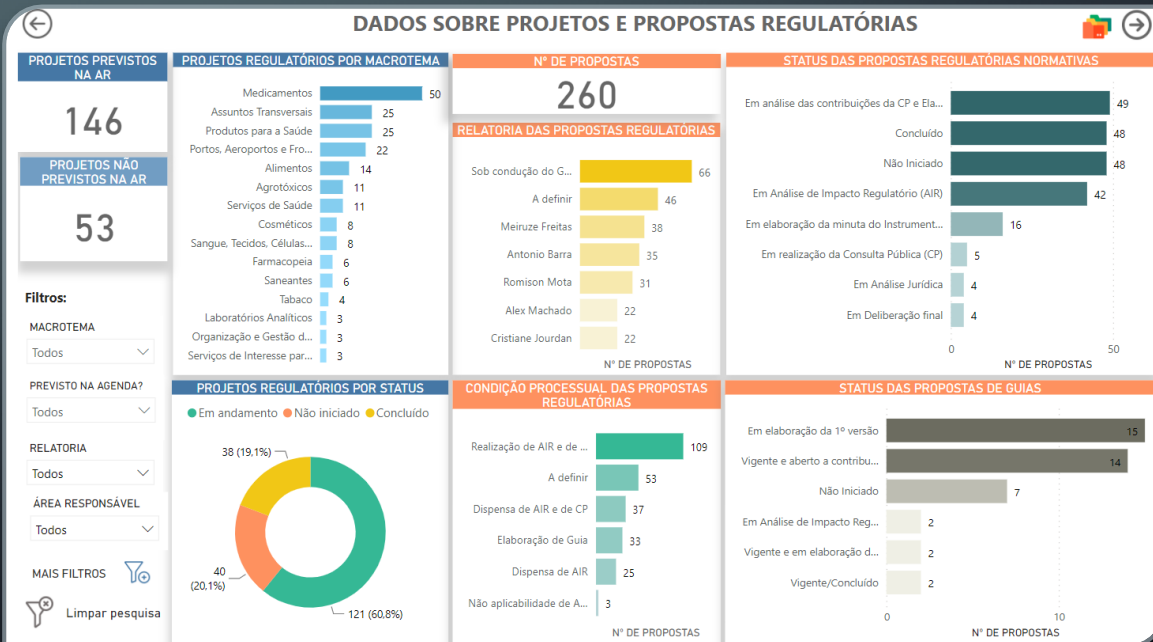 DADOS SOBRE PROJETOS E PROPOSTAS REGULATÓRIAS
PROJETOS PREVISTOS
NA AR
146
PROJETOS NÃO
PREVISTOS NA AR
53
Filtros:
MACROTEMA
Todos
PREVISTO NA AGENDA?
Todos
RELATORIA
Todos
ÁREA RESPONSÁVEL
Todos
MAIS FILTROS
Limpar pesquisa
PROJETOS REGULATÓRIOS POR MACROTEMA
Medicamentos 50
Assuntos Transversais 25
Produtos para a Saúde 25
Portos, Aeroportos e Fro... 22
Alimentos 14
Agrotóxicos 11
Serviços de Saúde 11
Cosméticos 8
Sangue, Tecidos, Células... 8
Farmacopeia 6
Saneantes 6
Tabaco 4
Laboratórios Analíticos 3
Organização e Gestão d... 3
Serviços de Interesse par... 3
PROJETOS REGULATÓRIOS POR STATUS
Em andamento Não iniciado Concluído
38 (19,1%)
40
(20,1%)
121 (60,8%)
Nº DE PROPOSTAS
260
RELATORIA DAS PROPOSTAS REGULATÓRIAS
Sob condução do G... 66
A definir 46
Meiruze Freitas 38
Antonio Barra 35
Romison Mota 31
Alex Machado 22
Cristiane Jourdan 22
Nº DE PROPOSTAS
CONDIÇÃO PROCESSUAL DAS PROPOSTAS
REGULATÓRIAS
Realização de AIR e de ... 109
A definir 53
Dispensa de AIR e de CP 37
Elaboração de Guia 33
Dispensa de AIR 25
Não aplicabilidade de A... 3
Nº DE PROPOSTAS
STATUS DAS PROPOSTAS REGULATÓRIAS NORMATIVAS
Em análise das contribuições da CP e Ela... 49
Concluído 48
Não Iniciado 48
Em Análise de Impacto Regulatório (AIR) 42
Em elaboração da minuta do Instrument... 16
Em realização da Consulta Pública (CP) 5
Em Análise Jurídica 4
Em Deliberação final 4
0 50
Nº DE PROPOSTAS
STATUS DAS PROPOSTAS DE GUIAS
Em elaboração da 1º versão 15
Vigente e aberto a contribu... 14
Não Iniciado 7
Em Análise de Impacto Reg... 2
Vigente e em elaboração d... 2
Vigente/Concluído 2
0 10
Nº DE PROPOSTAS